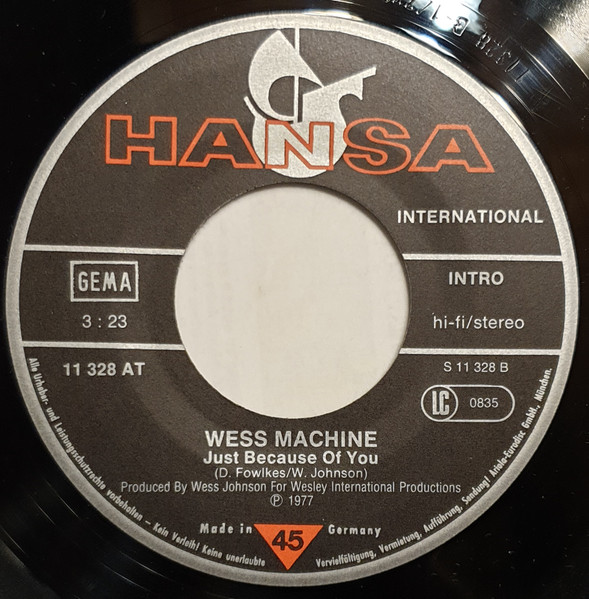 HANSA
INTERNATIONAL
GEMA
INTRO
3 : 23
hi-fi/stereo
11 328 AT
S 11 328 B
LC 0835
WESS MACHINE
Just Because Of You
(D. Fowlkes/W. Johnson)
Produced By Wess Johnson For Wesley International Productions
℗ 1977
Made in 45 Germany
Alle Urheber- und Leistungsschutzrechte vorbehalten – Kein Verleih! Keine unerlaubte Vervielfältigung, Vermietung, Aufführung, Sendung! Ariola-Eurodisc GmbH, München.